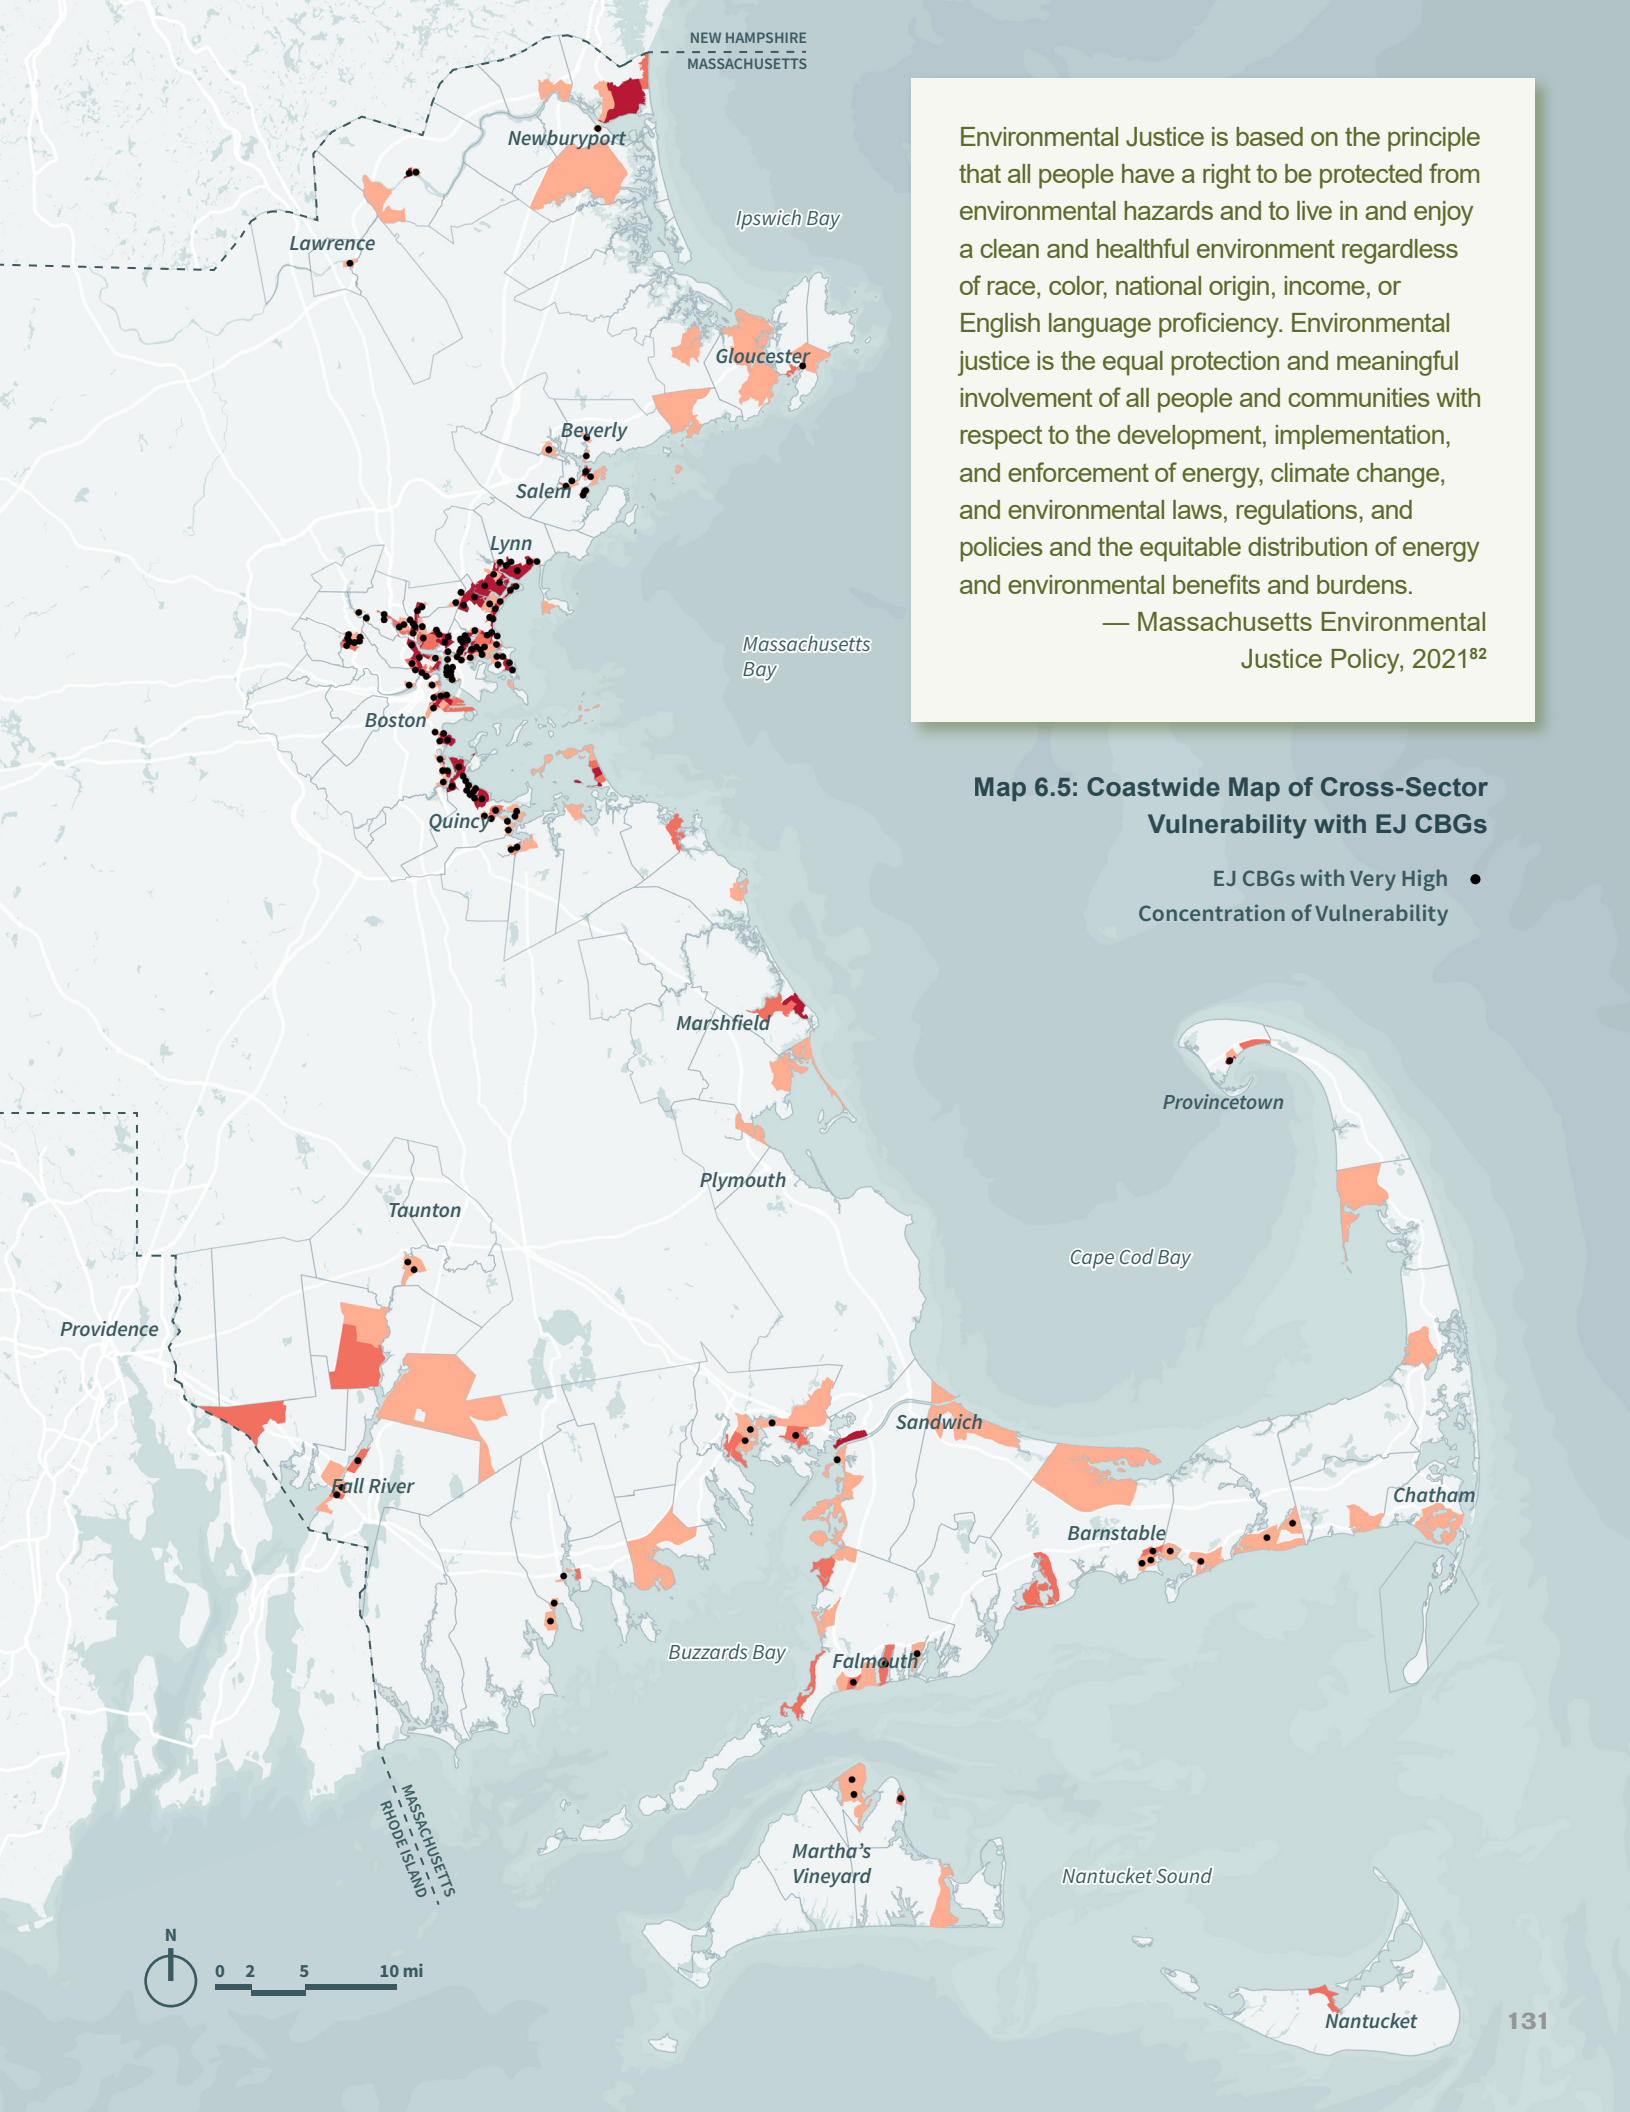 NEW HAMPSHIRE
MASSACHUSETTS
Newburyport
Ipswich Bay
Lawrence
Gloucester
Beverly
Salem
Lynn
Environmental Justice is based on the principle
that all people have a right to be protected from
environmental hazards and to live in and enjoy
a clean and healthful environment regardless
of race, color, national origin, income, or
English language proficiency. Environmental
justice is the equal protection and meaningful
involvement of all people and communities with
respect to the development, implementation,
and enforcement of energy, climate change,
and environmental laws, regulations, and
policies and the equitable distribution of energy
and environmental benefits and burdens.
— Massachusetts Environmental
Justice Policy, 2021⁸²
Massachusetts
Bay
Boston
Quincy
Map 6.5: Coastwide Map of Cross-Sector
Vulnerability with EJ CBGs
EJ CBGs with Very High
Concentration of Vulnerability
Marshfield
Provincetown
Plymouth
Taunton
Cape Cod Bay
Providence
Sandwich
Fall River
Chatham
Barnstable
Buzzards Bay
Falmouth
MASSACHUSETTS
RHODE ISLAND
Martha's
Vineyard
Nantucket Sound
N
0 2 5 10 mi
Nantucket
131